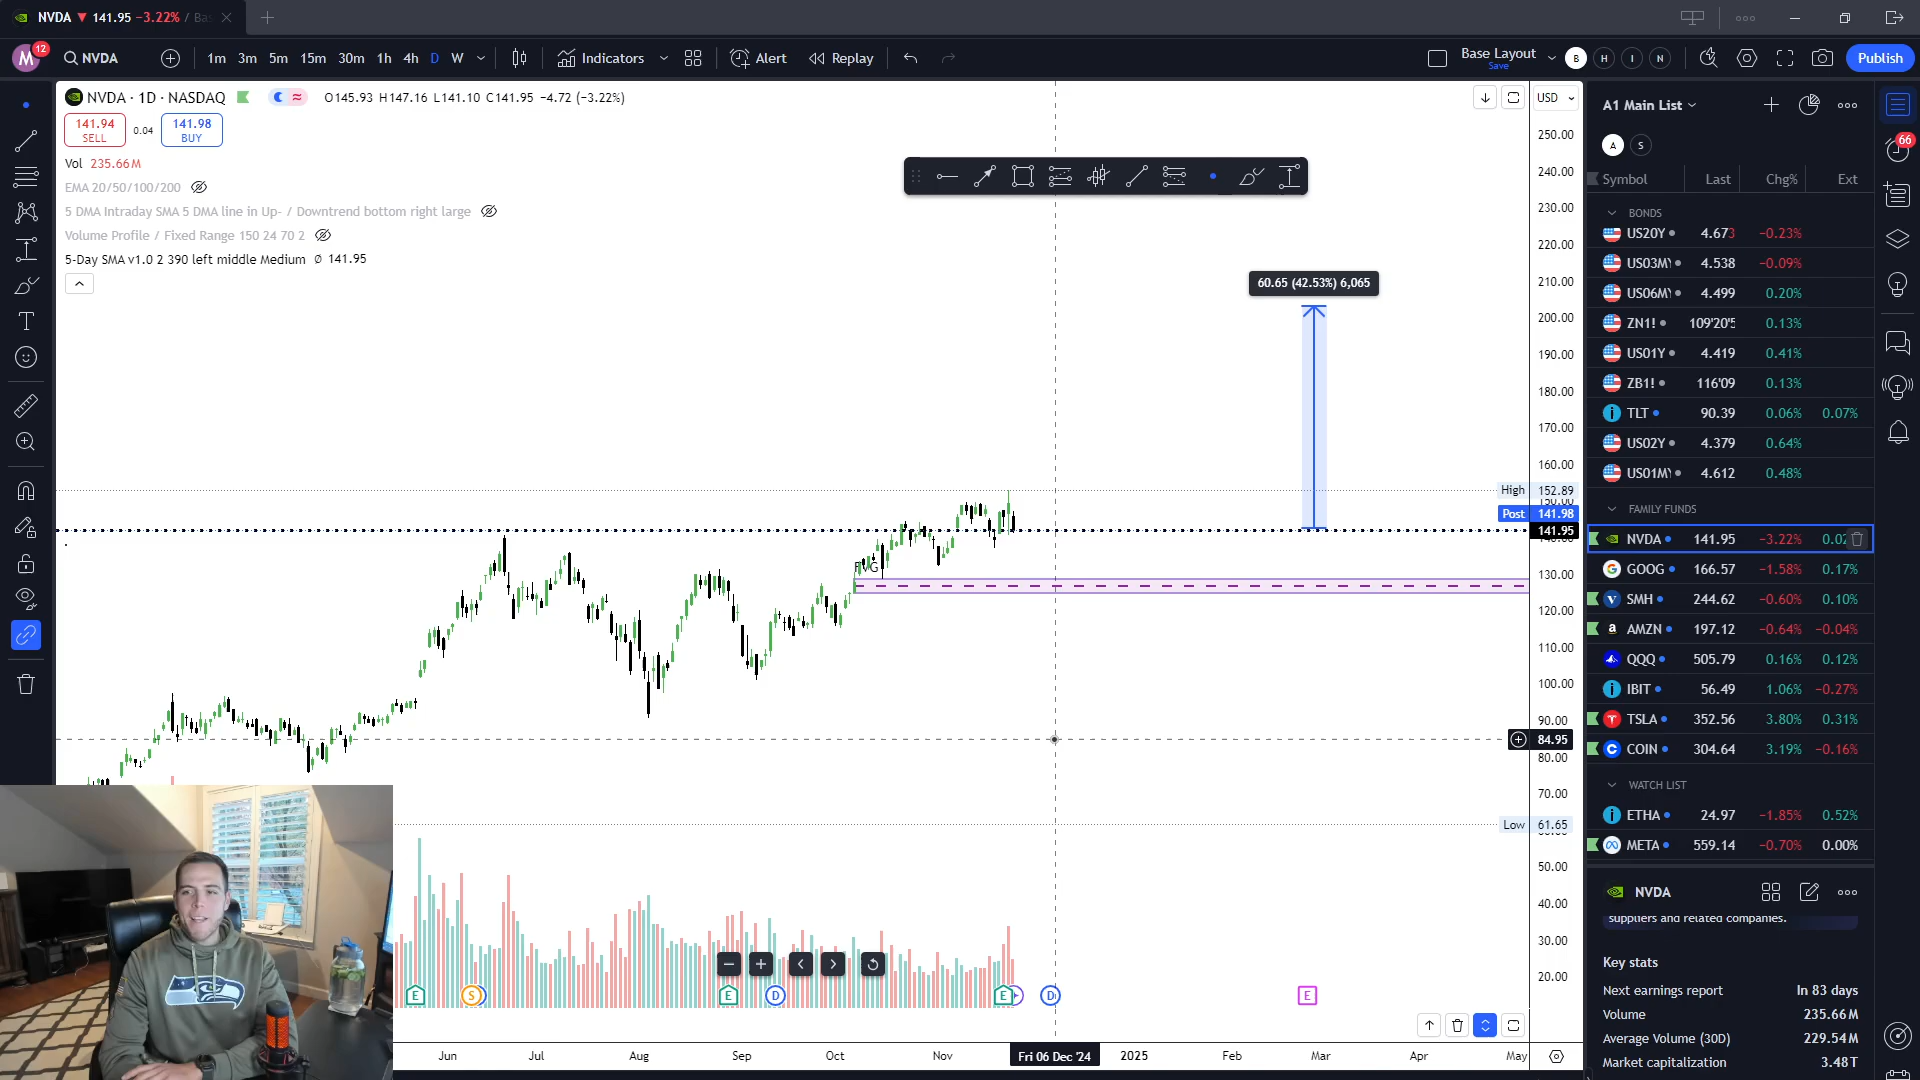 NVDA ▼ 141.95 −3.22% / Ba
M 12 NVDA 1m 3m 5m 15m 30m 1h 4h D W Indicators Alert Replay Base Layout Save B H I N Publish
NVDA · 1D · NASDAQ O145.93 H147.16 L141.10 C141.95 −4.72 (−3.22%)
141.94 SELL 0.04 141.98 BUY
Vol 235.66M
EMA 20/50/100/200
5 DMA Intraday SMA 5 DMA line in Up- / Downtrend bottom right large
Volume Profile / Fixed Range 150 24 70 2
5-Day SMA v1.0 2 390 left middle Medium ∅ 141.95
60.65 (42.53%) 6,065
USD
250.00
240.00
230.00
220.00
210.00
200.00
190.00
180.00
170.00
160.00
High 152.89
150.00
Post 141.98
141.95
140.00
130.00
120.00
110.00
100.00
90.00
84.95
80.00
70.00
Low 61.65
50.00
40.00
30.00
20.00
E S E D E D E
Jun Jul Aug Sep Oct Nov Fri 06 Dec '24 2025 Feb Mar Apr May
A1 Main List
A S
66
Symbol Last Chg% Ext
BONDS
US20Y 4.673 −0.23%
US03MY 4.538 −0.09%
US06MY 4.499 0.20%
ZN1! 109'20'5 0.13%
US01Y 4.419 0.41%
ZB1! 116'09 0.13%
TLT 90.39 0.06% 0.07%
US02Y 4.379 0.64%
US01MY 4.612 0.48%
FAMILY FUNDS
NVDA 141.95 −3.22% 0.02
GOOG 166.57 −1.58% 0.17%
SMH 244.62 −0.60% 0.10%
AMZN 197.12 −0.64% −0.04%
QQQ 505.79 0.16% 0.12%
IBIT 56.49 1.06% −0.27%
TSLA 352.56 3.80% 0.31%
COIN 304.64 3.19% −0.16%
WATCH LIST
ETHA 24.97 −1.85% 0.52%
META 559.14 −0.70% 0.00%
NVDA
suppliers and related companies.
Key stats
Next earnings report In 83 days
Volume 235.66M
Average Volume (30D) 229.54M
Market capitalization 3.48T